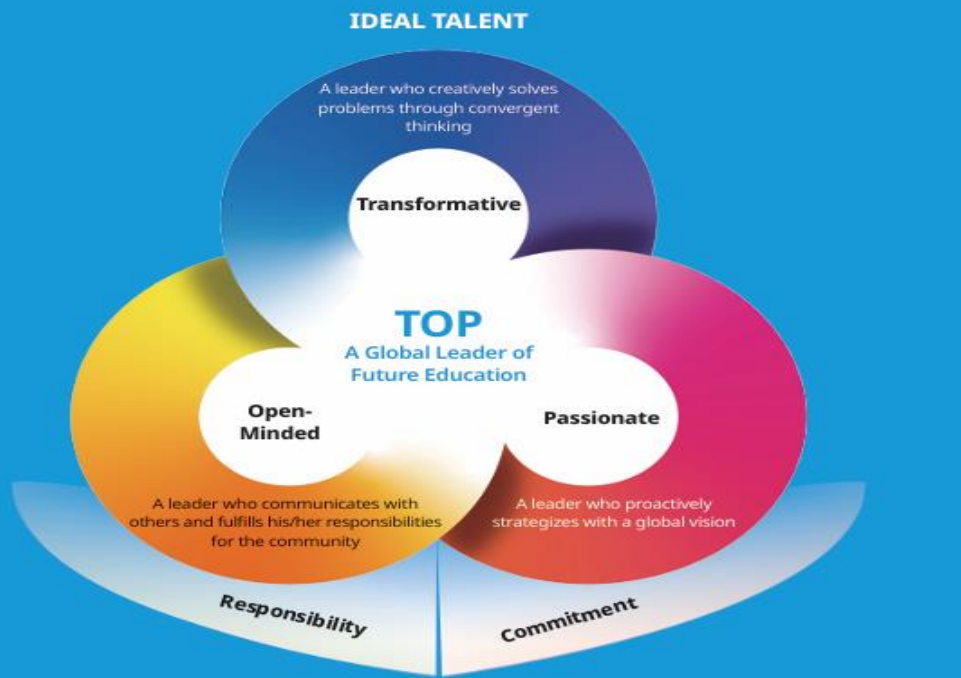 IDEAL TALENT
A leader who creatively solves
problems through convergent
thinking
Transformative
TOP
A Global Leader of
Future Education
Open-
Minded
Passionate
A leader who communicates with
others and fulfills his/her responsibilities
for the community
A leader who proactively
strategizes with a global vision
Responsibility
Commitment